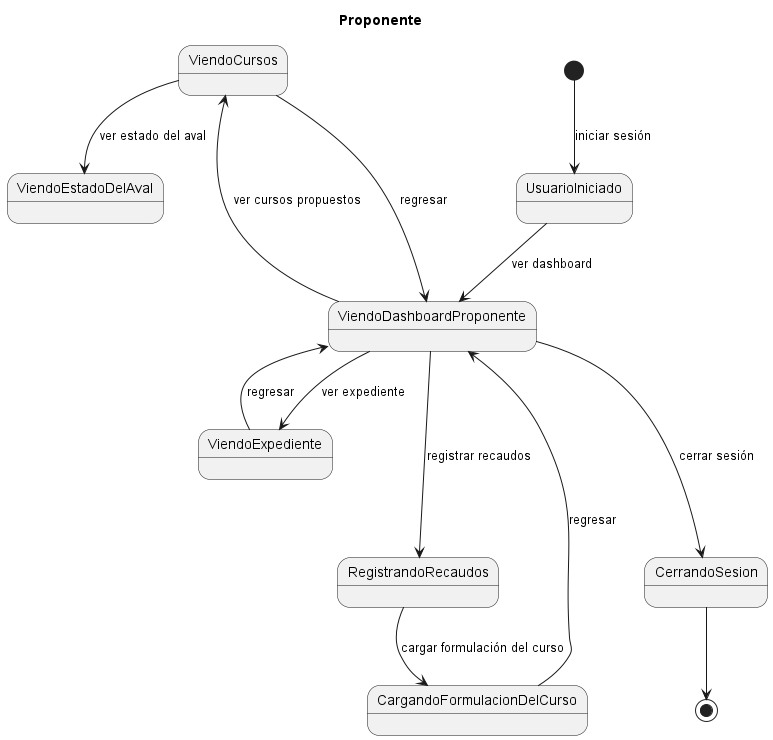 Proponente
ViendoCursos
ver estado del aval
iniciar sesión
ViendoEstadoDelAval
ver cursos propuestos
regresar
UsuarioIniciado
ver dashboard
ViendoDashboardProponente
regresar
ver expediente
ViendoExpediente
registrar recaudos
cerrar sesión
regresar
RegistrandoRecaudos
CerrandoSesion
cargar formulación del curso
CargandoFormulacionDelCurso